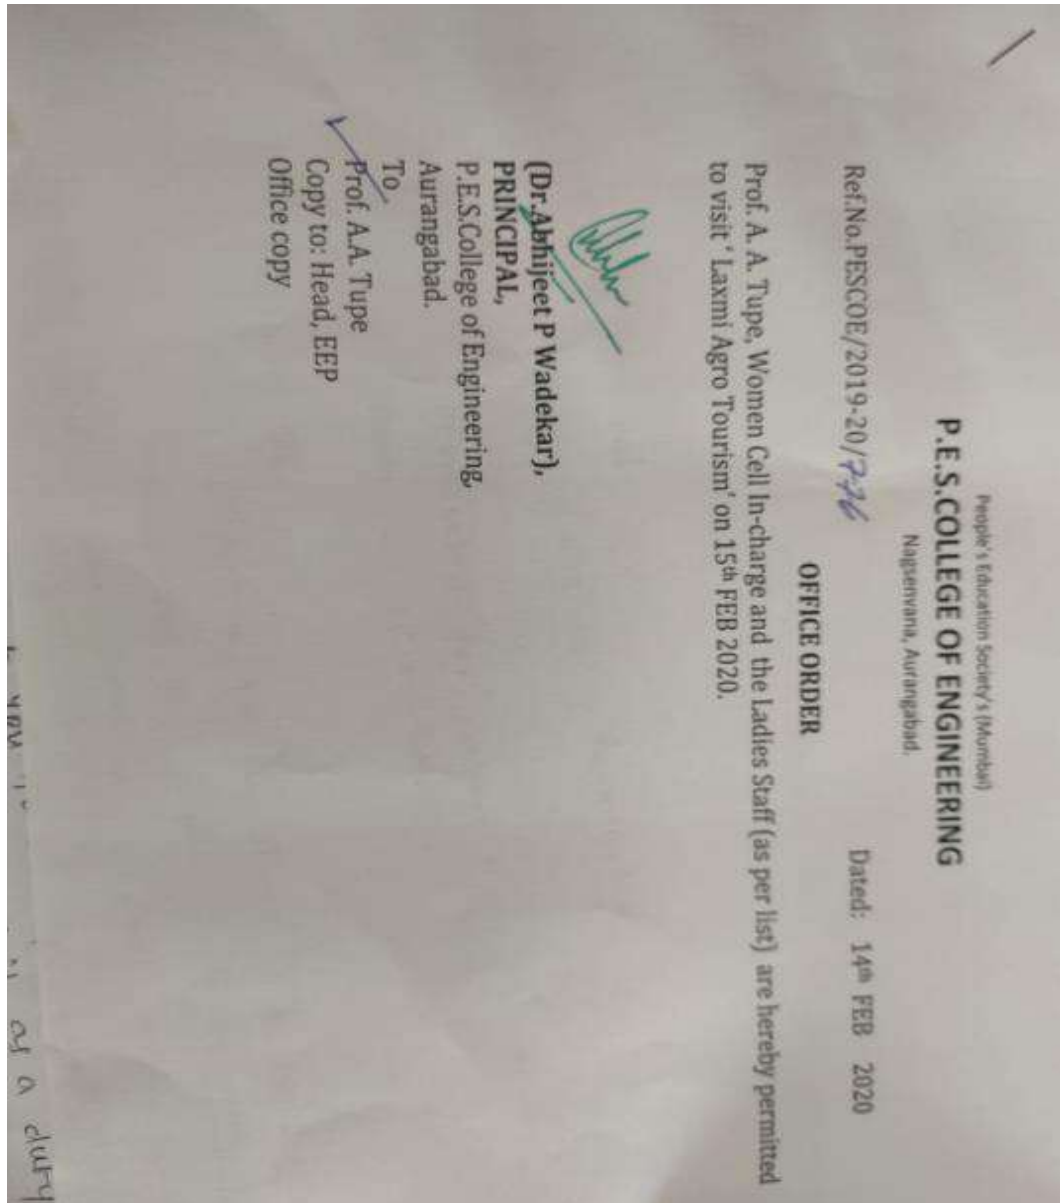 People's Education Society's (Mumbai)
P.E.S.COLLEGE OF ENGINEERING
Nagsenvana, Aurangabad.
Ref.No.PESCOE/2019-20/776 Dated: 14th FEB 2020
OFFICE ORDER
Prof. A. A. Tupe, Women Cell In-charge and the Ladies Staff (as per list) are hereby permitted
to visit ' Laxmi Agro Tourism' on 15th FEB 2020.
(Dr.Abhijeet P Wadekar),
PRINCIPAL,
P.E.S.College of Engineering,
Aurangabad.
To
Prof. A.A. Tupe
Copy to: Head, EEP
Office copy
as a duty